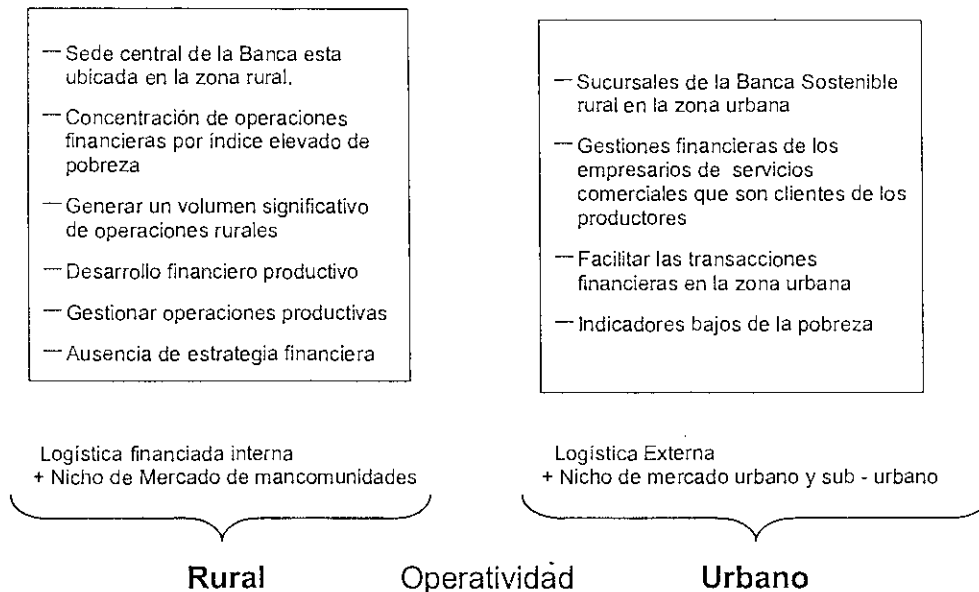 — Sede central de la Banca esta
ubicada en la zona rural.
— Concentración de operaciones
financieras por índice elevado de
pobreza
— Generar un volumen significativo
de operaciones rurales
— Desarrollo financiero productivo
— Gestionar operaciones productivas
— Ausencia de estrategia financiera
— Sucursales de la Banca Sostenible
rural en la zona urbana
— Gestiones financieras de los
empresarios de servicios
comerciales que son clientes de los
productores
— Facilitar las transacciones
financieras en la zona urbana
— Indicadores bajos de la pobreza
Logística financiada interna
+ Nicho de Mercado de mancomunidades
Logística Externa
+ Nicho de mercado urbano y sub - urbano
Rural Operatividad Urbano